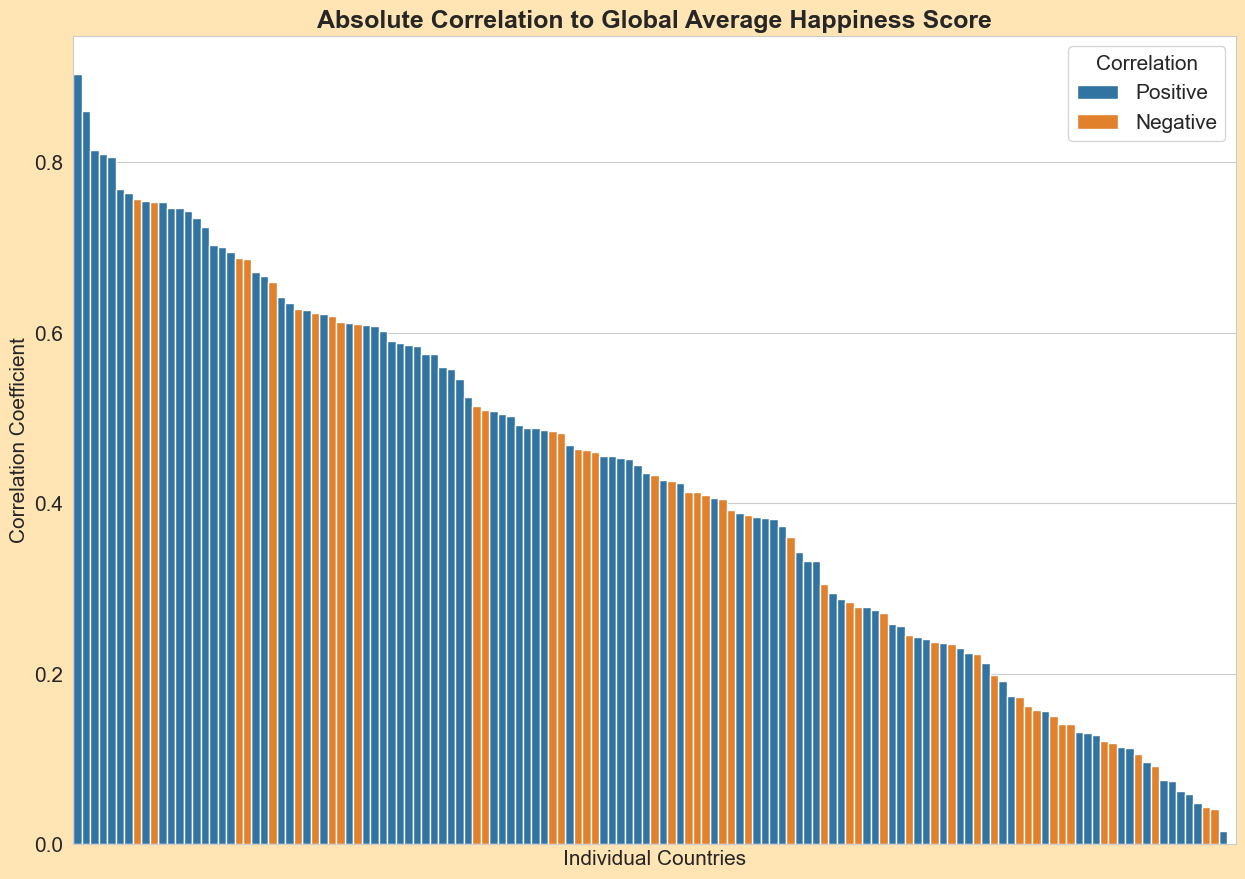 Absolute Correlation to Global Average Happiness Score
Correlation
Positive
Negative
0.8
0.6
0.4
0.2
0.0
Correlation Coefficient
Individual Countries